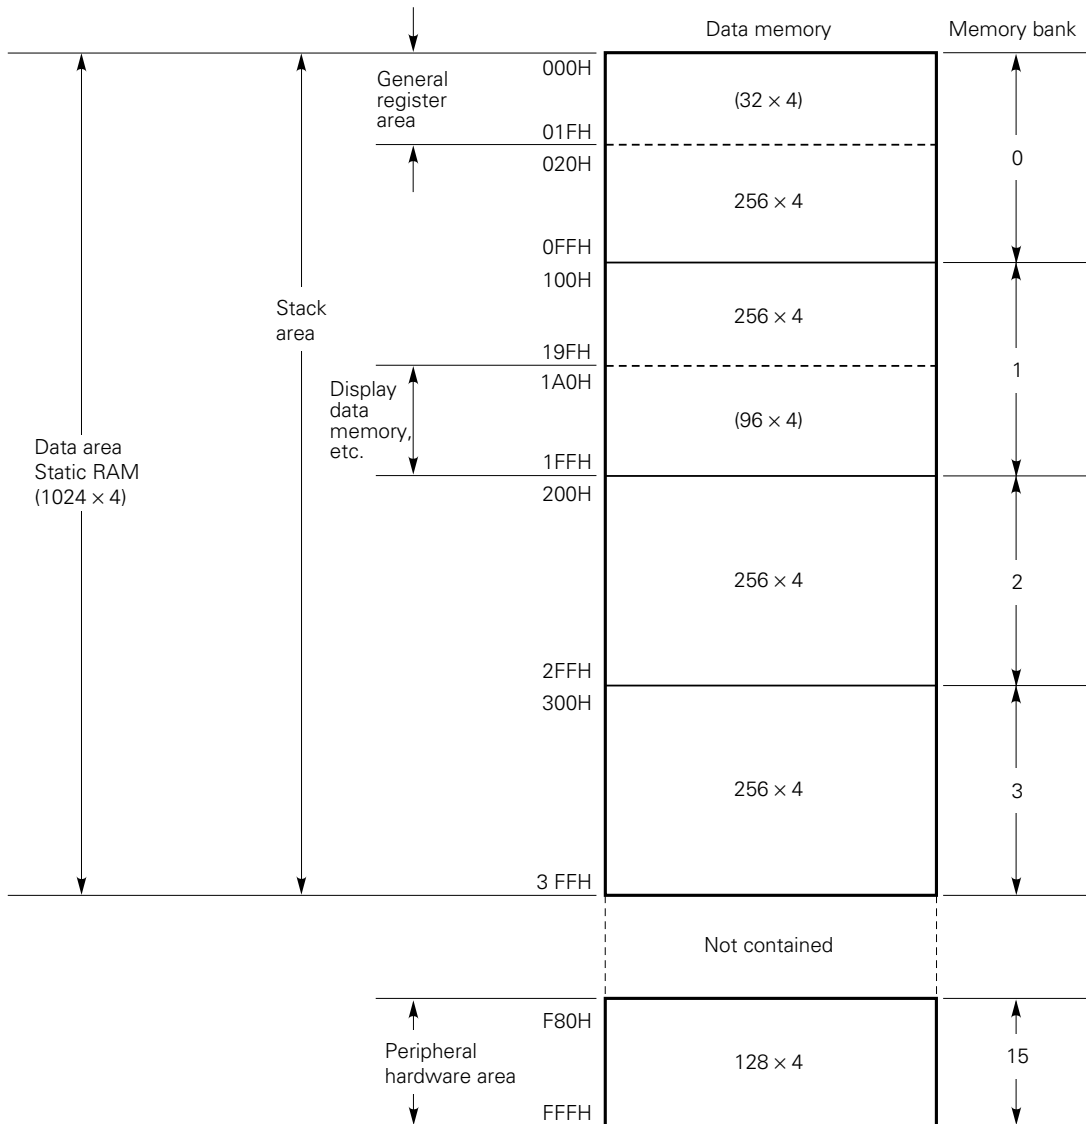 Data memory
Memory bank
000H
General
register
area
(32 × 4)
01FH
020H
0
256 × 4
0FFH
100H
Stack
area
256 × 4
19FH
1A0H
1
Display
data
memory,
etc.
(96 × 4)
Data area
Static RAM
(1024 × 4)
1FFH
200H
256 × 4
2
2FFH
300H
256 × 4
3
3 FFH
Not contained
F80H
Peripheral
hardware area
128 × 4
15
FFFH